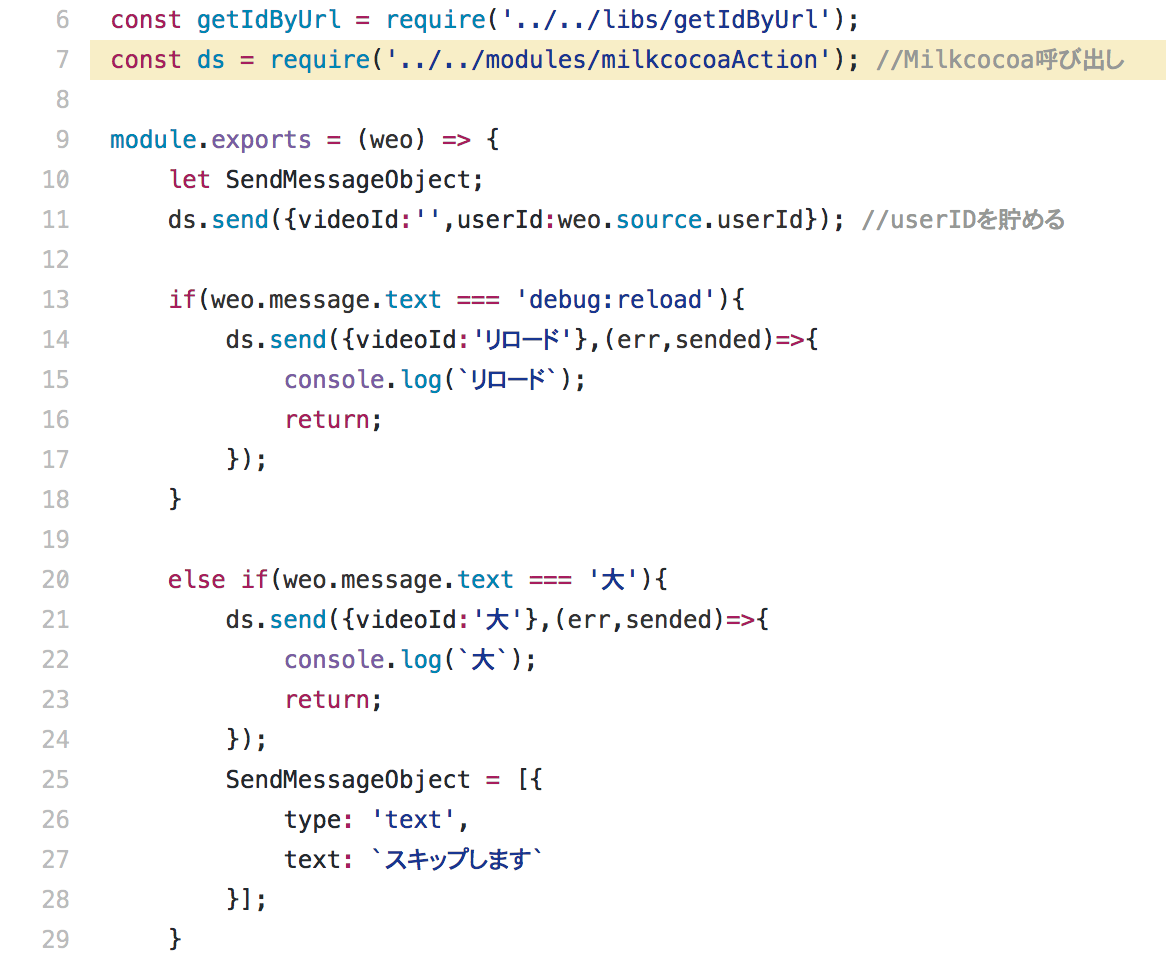 6 const getIdByUrl = require('../../libs/getIdByUrl');
7 const ds = require('../../modules/milkcocoaAction'); //Milkcocoa呼び出し
8
9 module.exports = (weo) => {
10     let SendMessageObject;
11     ds.send({videoId:'',userId:weo.source.userId}); //userIDを貯める
12
13     if(weo.message.text === 'debug:reload'){
14         ds.send({videoId:'リロード'},(err,sended)=>{
15             console.log(`リロード`);
16             return;
17         });
18     }
19
20     else if(weo.message.text === '大'){
21         ds.send({videoId:'大'},(err,sended)=>{
22             console.log(`大`);
23             return;
24         });
25         SendMessageObject = [{
26             type: 'text',
27             text: `スキップします`
28         }];
29     }